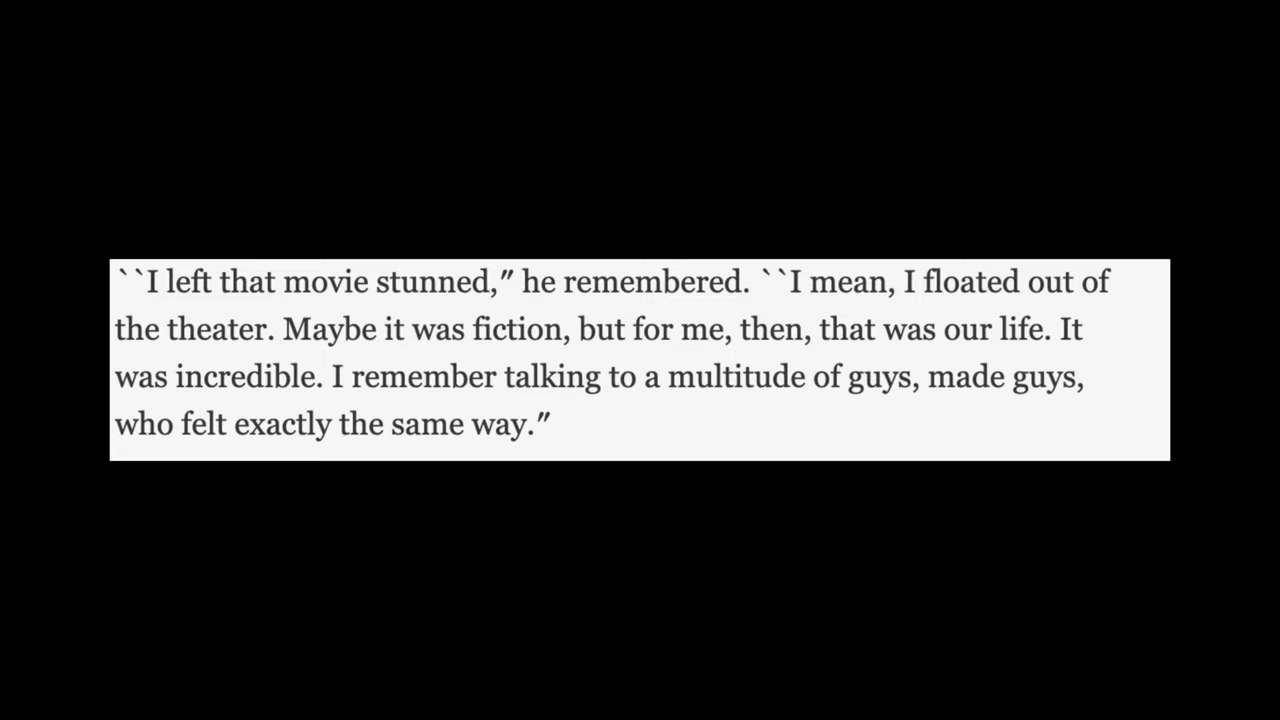 ``I left that movie stunned,″ he remembered. ``I mean, I floated out of
the theater. Maybe it was fiction, but for me, then, that was our life. It
was incredible. I remember talking to a multitude of guys, made guys,
who felt exactly the same way.″